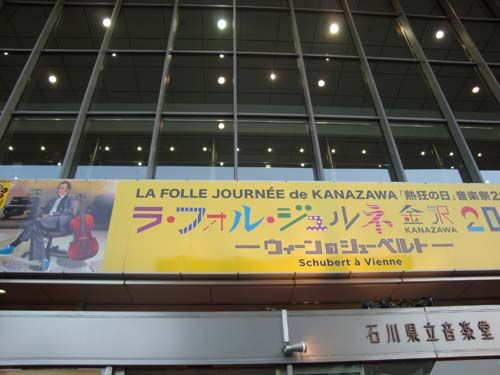 LA FOLLE JOURNÉE de KANAZAWA 「熱狂の日」音楽祭2
ラ・フォル・ジュルネ金沢 20
KANAZAWA
ーウィーンのシューベルトー
Schubert à Vienne
石川県立音楽堂